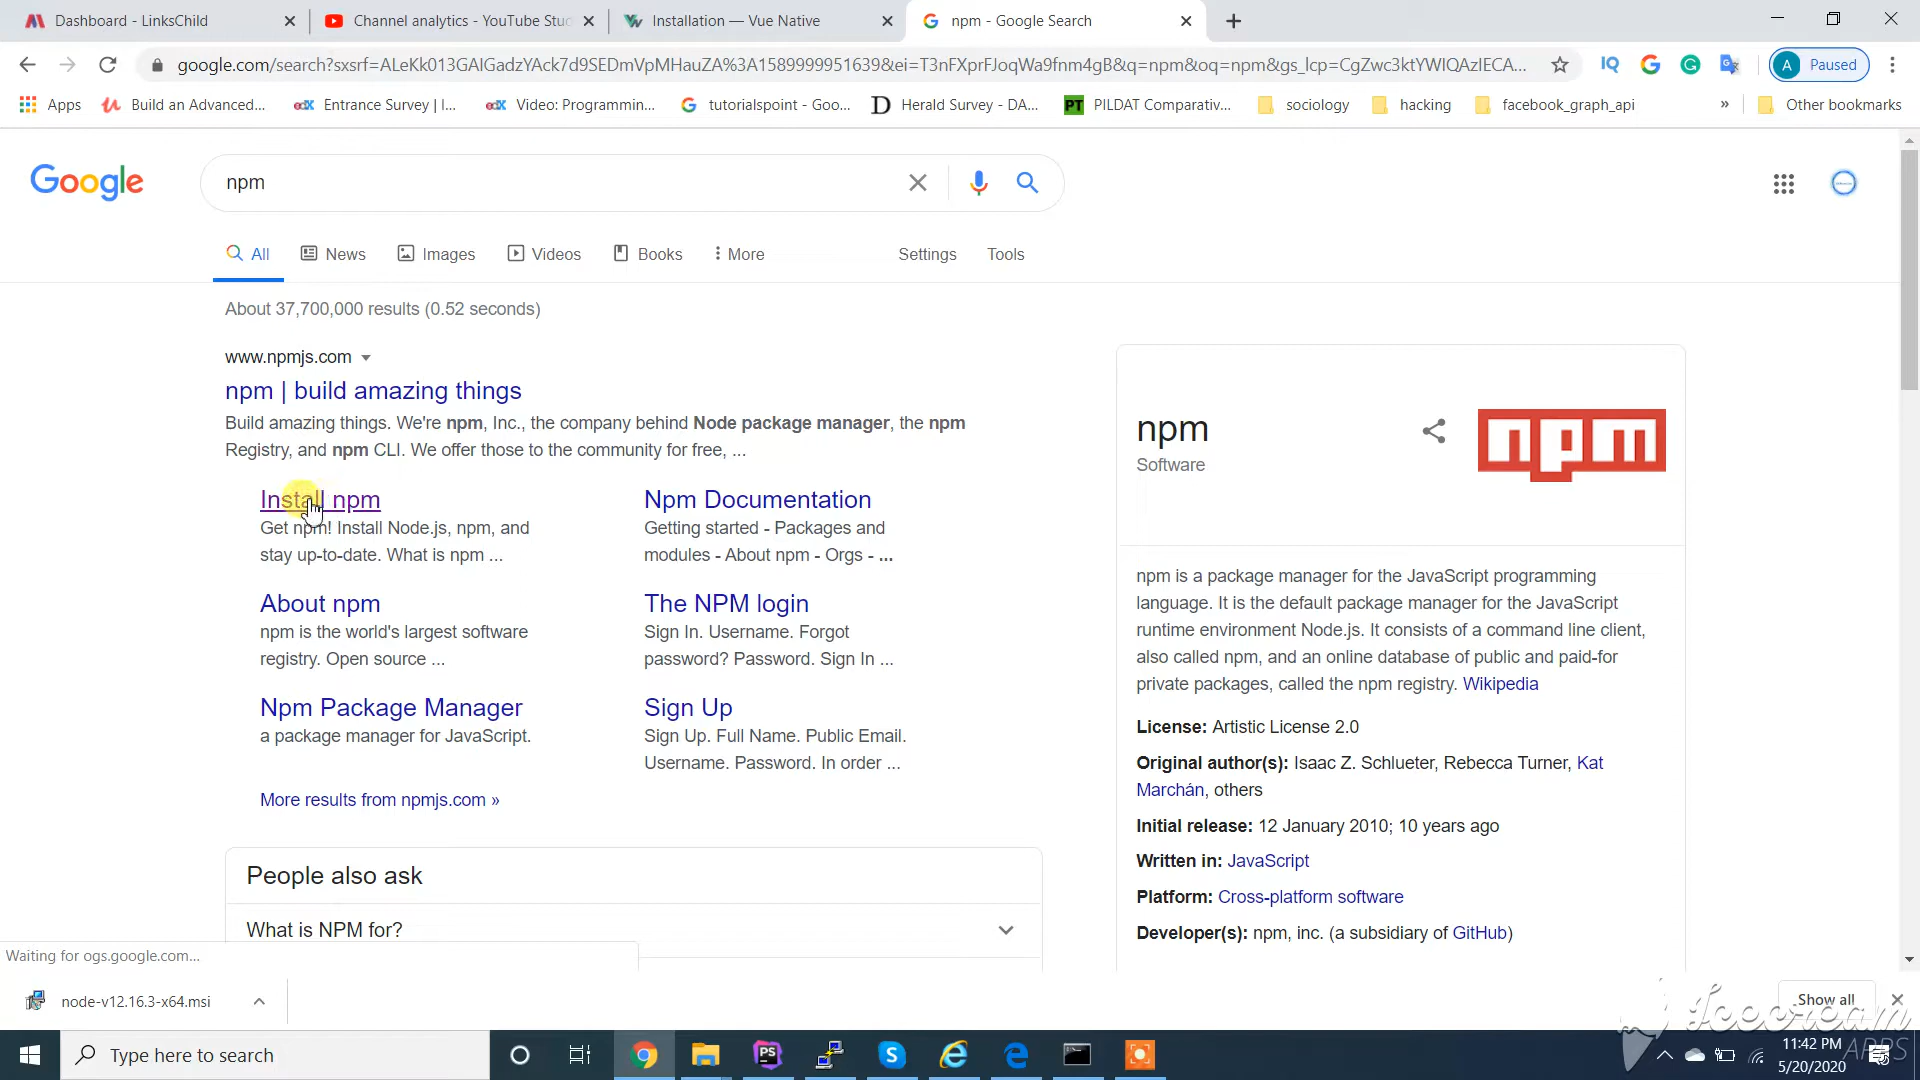 Dashboard - LinksChild
Channel analytics - YouTube Stu
Installation — Vue Native
npm - Google Search
google.com/search?sxsrf=ALeKk013GAlGadzYAck7d9SEDmVpMHauZA%3A1589999951639&ei=T3nFXprFJoqWa9fnm4gB&q=npm&oq=npm&gs_lcp=CgZwc3ktYWIQAzIECA...
Paused
Apps
Build an Advanced...
Entrance Survey | I...
Video: Programmin...
tutorialspoint - Goo...
Herald Survey - DA...
PILDAT Comparativ...
sociology
hacking
facebook_graph_api
Other bookmarks
Google
npm
All
News
Images
Videos
Books
More
Settings
Tools
About 37,700,000 results (0.52 seconds)
www.npmjs.com
npm | build amazing things
Build amazing things. We're npm, Inc., the company behind Node package manager, the npm
Registry, and npm CLI. We offer those to the community for free, ...
Install npm
Get npm! Install Node.js, npm, and
stay up-to-date. What is npm ...
Npm Documentation
Getting started - Packages and
modules - About npm - Orgs - ...
About npm
npm is the world's largest software
registry. Open source ...
The NPM login
Sign In. Username. Forgot
password? Password. Sign In ...
Npm Package Manager
a package manager for JavaScript.
Sign Up
Sign Up. Full Name. Public Email.
Username. Password. In order ...
More results from npmjs.com »
People also ask
What is NPM for?
npm
Software
npm
npm is a package manager for the JavaScript programming
language. It is the default package manager for the JavaScript
runtime environment Node.js. It consists of a command line client,
also called npm, and an online database of public and paid-for
private packages, called the npm registry. Wikipedia
License: Artistic License 2.0
Original author(s): Isaac Z. Schlueter, Rebecca Turner, Kat
Marchán, others
Initial release: 12 January 2010; 10 years ago
Written in: JavaScript
Platform: Cross-platform software
Developer(s): npm, inc. (a subsidiary of GitHub)
Waiting for ogs.google.com...
node-v12.16.3-x64.msi
Show all
Icecream
APPS
Type here to search
11:42 PM
5/20/2020